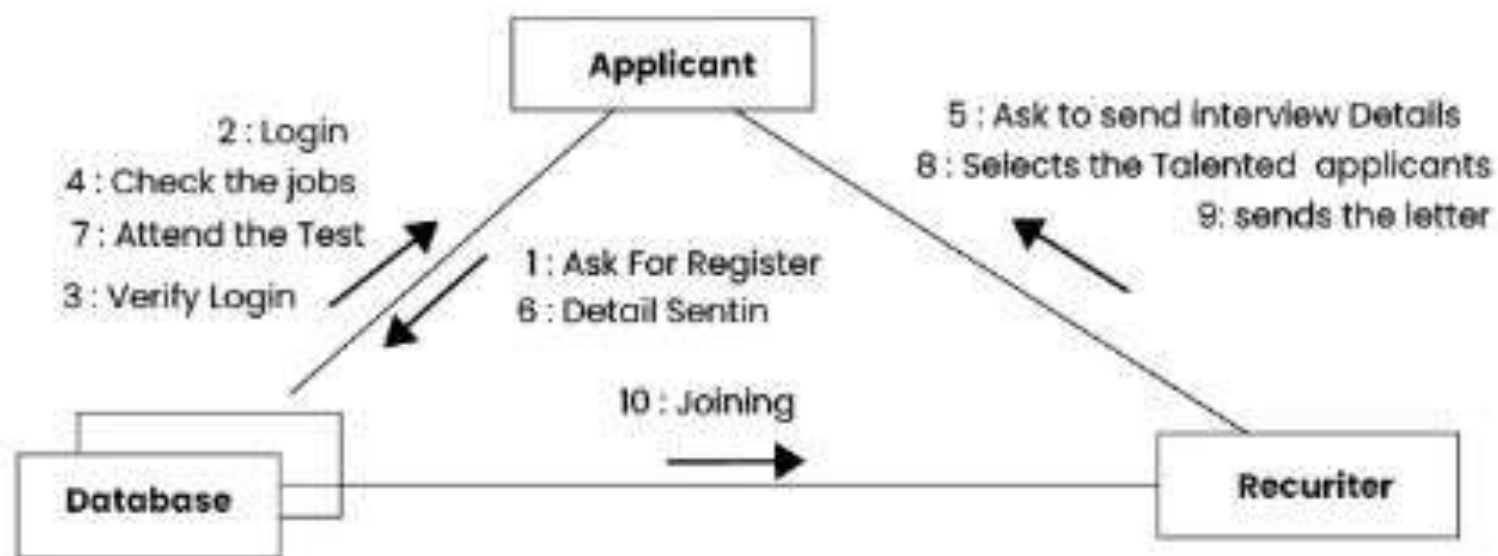 Applicant
2 : Login
4 : Check the jobs
7 : Attend the Test
3 : Verify Login
5 : Ask to send interview Details
8 : Selects the Talented applicants
9: sends the letter
1 : Ask For Register
6 : Detail Sentin
10 : Joining
Database
Recuriter